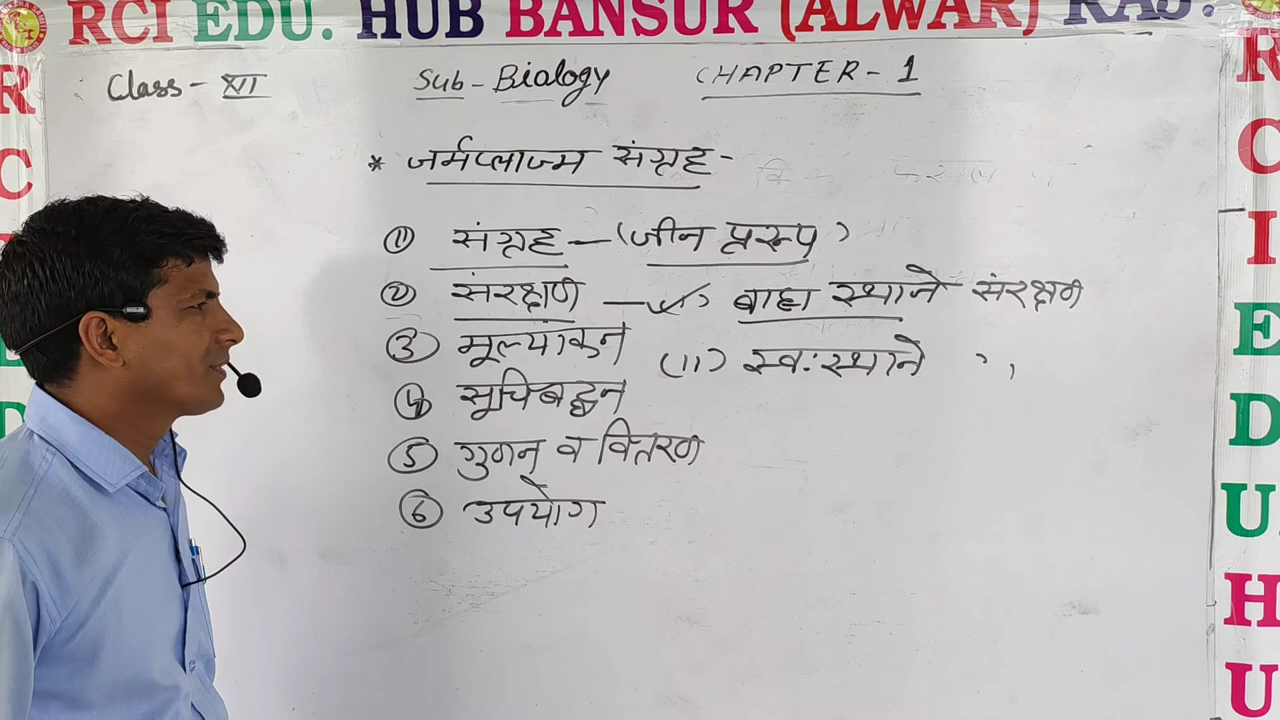 RCI EDU. HUB BANSUR (ALWAR) RAJ.
Class - XII Sub - Biology CHAPTER - 1
* जर्मप्लाज्म संग्रह -
① संग्रह - (जीन प्ररूप)
② संरक्षण - (i) बाह्य स्थाने संरक्षण
③ मूल्यांकन (ii) स्व:स्थाने ,,
④ सूचिबद्धन
⑤ गुणन व वितरण
⑥ उपयोग
R C E D
R C I E D U. H U